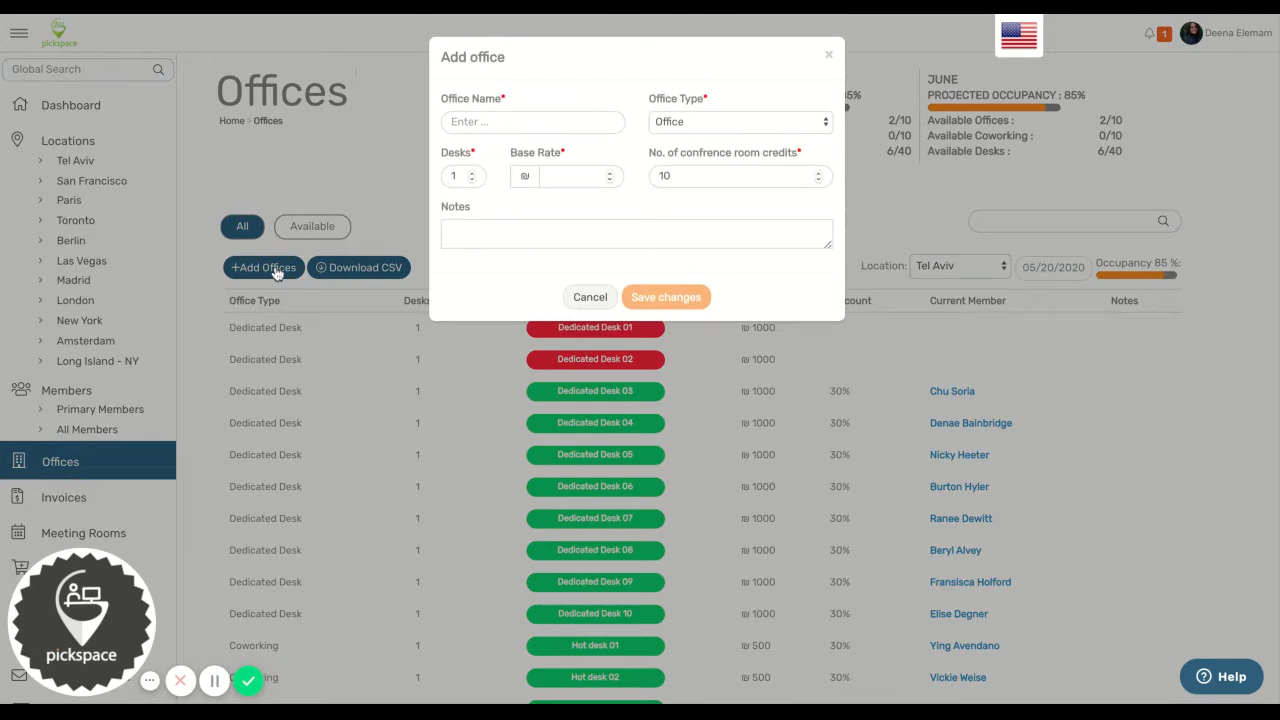 pickspace
1
Deena Elemam
Global Search
Dashboard
Locations
Tel Aviv
San Francisco
Paris
Toronto
Berlin
Las Vegas
Madrid
London
New York
Amsterdam
Long Island - NY
Members
Primary Members
All Members
Offices
Invoices
Meeting Rooms
pickspace
Offices
Home > Offices
5%
JUNE
PROJECTED OCCUPANCY : 85%
2/10
Available Offices : 2/10
0/10
Available Coworking : 0/10
6/40
Available Desks : 6/40
Add office ×
Office Name* Office Type*
Enter ... Office
Desks* Base Rate* No. of confrence room credits*
1 ₪ 10
Notes
Cancel Save changes
All Available
+Add Offices Download CSV
Location: Tel Aviv 05/20/2020 Occupancy 85 %:
Office Type Desks count Current Member Notes
Dedicated Desk 1 Dedicated Desk 01 ₪ 1000
Dedicated Desk 1 Dedicated Desk 02 ₪ 1000
Dedicated Desk 1 Dedicated Desk 03 ₪ 1000 30% Chu Soria
Dedicated Desk 1 Dedicated Desk 04 ₪ 1000 30% Denae Bainbridge
Dedicated Desk 1 Dedicated Desk 05 ₪ 1000 30% Nicky Heeter
Dedicated Desk 1 Dedicated Desk 06 ₪ 1000 30% Burton Hyler
Dedicated Desk 1 Dedicated Desk 07 ₪ 1000 30% Ranee Dewitt
Dedicated Desk 1 Dedicated Desk 08 ₪ 1000 30% Beryl Alvey
Dedicated Desk 1 Dedicated Desk 09 ₪ 1000 30% Fransisca Holford
Dedicated Desk 1 Dedicated Desk 10 ₪ 1000 30% Elise Degner
Coworking 1 Hot desk 01 ₪ 500 30% Ying Avendano
ng 1 Hot desk 02 ₪ 500 30% Vickie Weise
Help